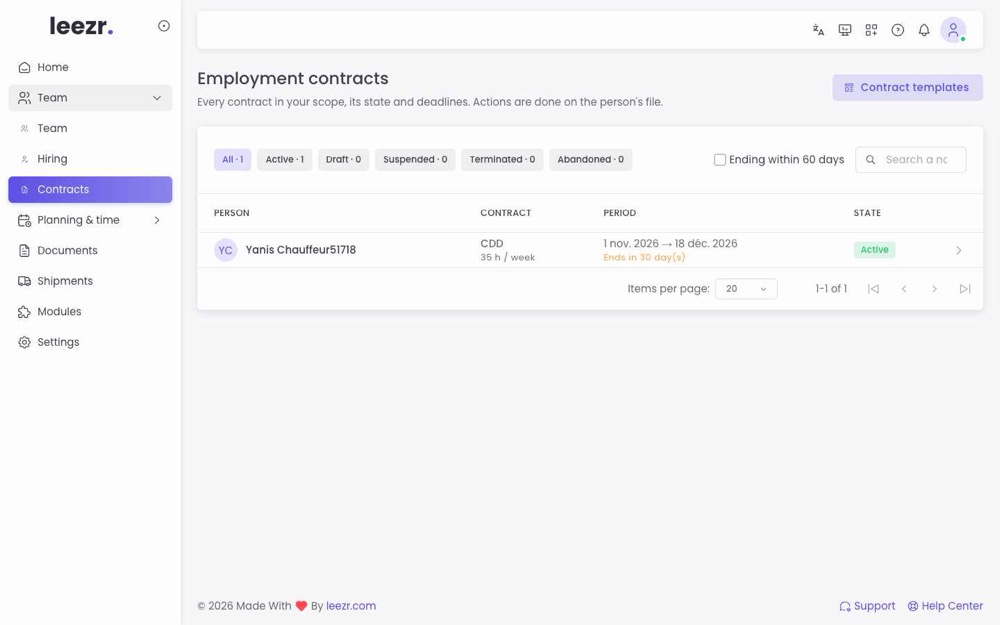 leezr.
Home
Team
Team
Hiring
Contracts
Planning & time
Documents
Shipments
Modules
Settings
Employment contracts
Every contract in your scope, its state and deadlines. Actions are done on the person's file.
Contract templates
All · 1
Active · 1
Draft · 0
Suspended · 0
Terminated · 0
Abandoned · 0
Ending within 60 days
Search a nc
PERSON CONTRACT PERIOD STATE
YC Yanis Chauffeur51718
CDD
35 h / week
1 nov. 2026 → 18 déc. 2026
Ends in 30 day(s)
Active
Items per page: 20 1-1 of 1
© 2026 Made With ❤️ By leezr.com
Support Help Center